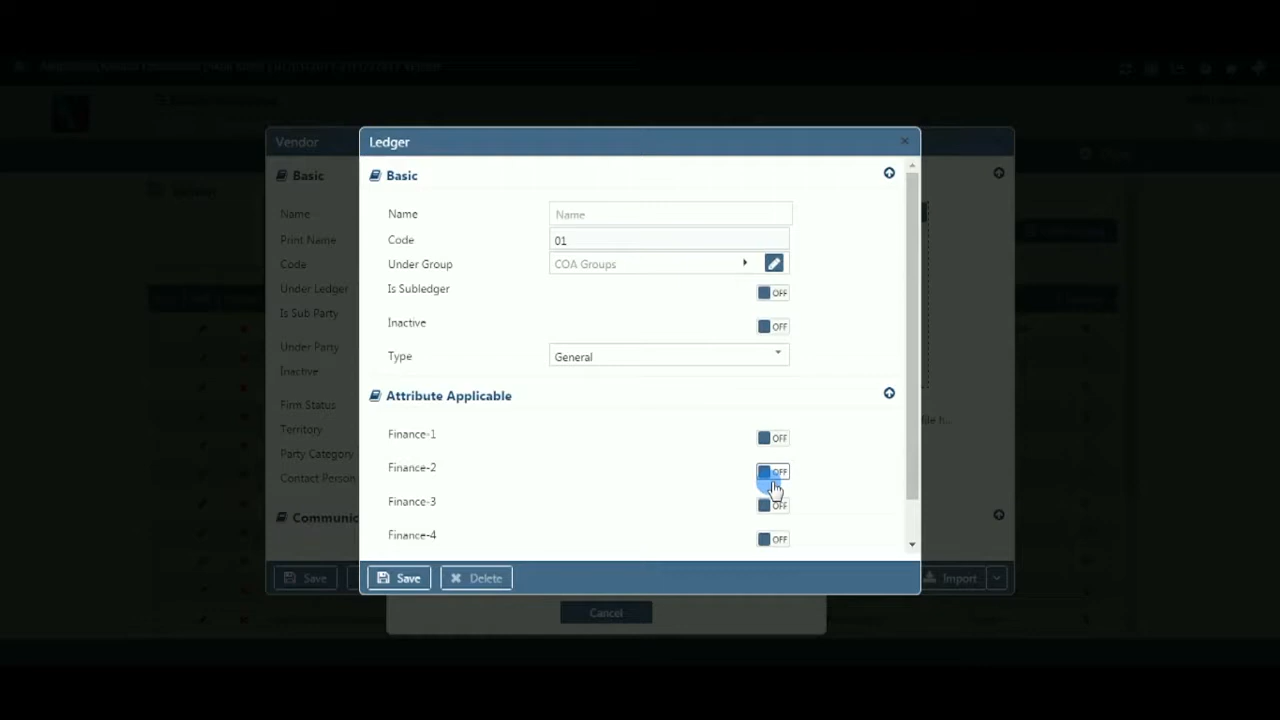 Vendor
Ledger
Basic
Basic
Name
Name
Name
Print Name
Code
01
Code
Under Group
COA Groups
Under Ledger
Is Subledger
OFF
Is Sub Party
Inactive
OFF
Under Party
Type
General
Inactive
Attribute Applicable
Firm Status
Territory
Finance-1
OFF
Party Category
Finance-2
OFF
Contact Person
Finance-3
OFF
Communic
Finance-4
OFF
Save
Save
Delete
Import
Cancel